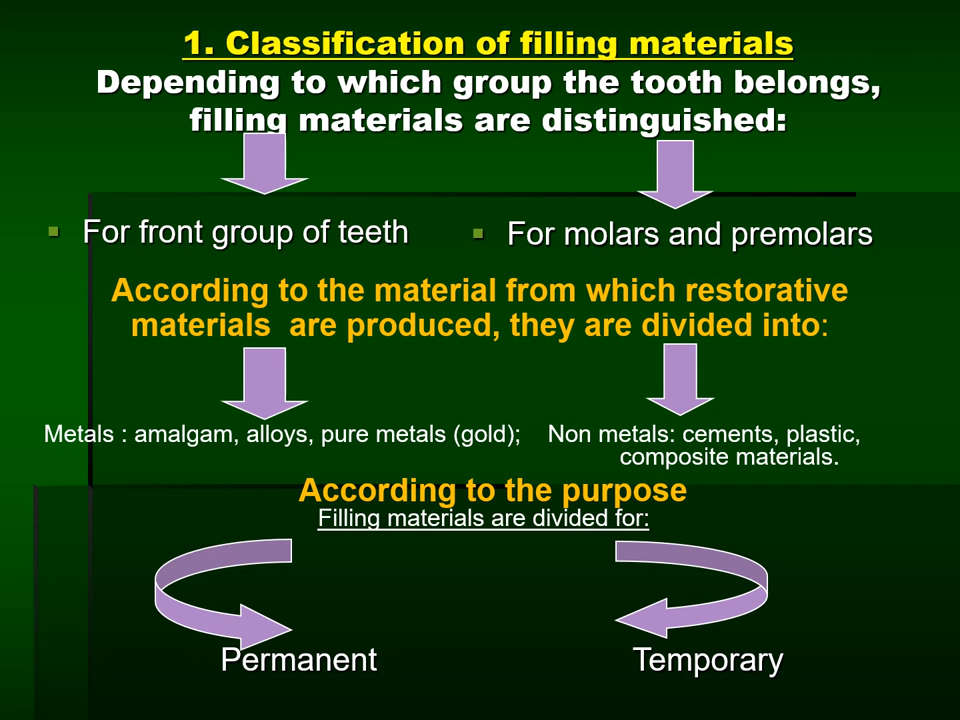 1. Classification of filling materials
Depending to which group the tooth belongs,
filling materials are distinguished:
▪ For front group of teeth
▪ For molars and premolars
According to the material from which restorative
materials are produced, they are divided into:
Metals : amalgam, alloys, pure metals (gold);
Non metals: cements, plastic,
composite materials.
According to the purpose
Filling materials are divided for:
Permanent
Temporary